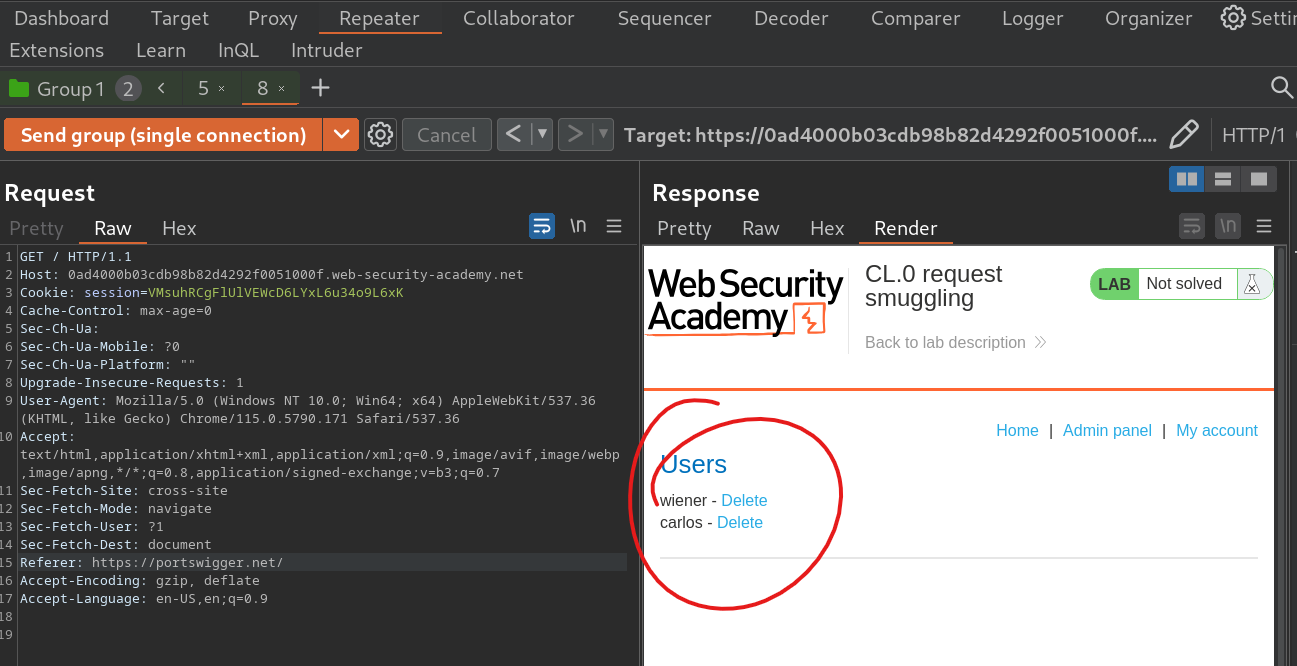 Dashboard Target Proxy Repeater Collaborator Sequencer Decoder Comparer Logger Organizer
Extensions Learn InQL Intruder
Group 1 2 < 5 × 8 × +
Send group (single connection) Cancel < > Target: https://0ad4000b03cdb98b82d4292f0051000f.... HTTP/1
Request
Pretty Raw Hex \n
1 GET / HTTP/1.1
2 Host: 0ad4000b03cdb98b82d4292f0051000f.web-security-academy.net
3 Cookie: session=VMsuhRCgFlUlVEWcD6LYxL6u34o9L6xK
4 Cache-Control: max-age=0
5 Sec-Ch-Ua:
6 Sec-Ch-Ua-Mobile: ?0
7 Sec-Ch-Ua-Platform: ""
8 Upgrade-Insecure-Requests: 1
9 User-Agent: Mozilla/5.0 (Windows NT 10.0; Win64; x64) AppleWebKit/537.36
(KHTML, like Gecko) Chrome/115.0.5790.171 Safari/537.36
10 Accept:
text/html,application/xhtml+xml,application/xml;q=0.9,image/avif,image/webp
,image/apng,*/*;q=0.8,application/signed-exchange;v=b3;q=0.7
11 Sec-Fetch-Site: cross-site
12 Sec-Fetch-Mode: navigate
13 Sec-Fetch-User: ?1
14 Sec-Fetch-Dest: document
15 Referer: https://portswigger.net/
16 Accept-Encoding: gzip, deflate
17 Accept-Language: en-US,en;q=0.9
18
19
Response
Pretty Raw Hex Render \n
Web Security
Academy
CL.0 request
smuggling
Back to lab description
LAB Not solved
Home | Admin panel | My account
Users
wiener - Delete
carlos - Delete